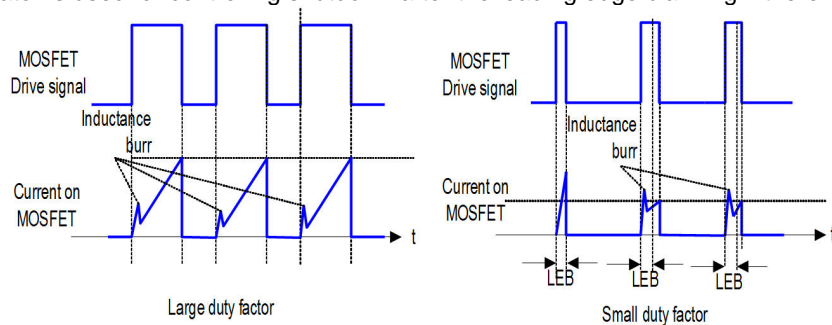 MOSFET
Drive signal
Inductance
burr
Current on
MOSFET
t
Large duty factor
MOSFET
Drive signal
Inductance
burr
Current on
MOSFET
t
LEB
LEB
LEB
Small duty factor